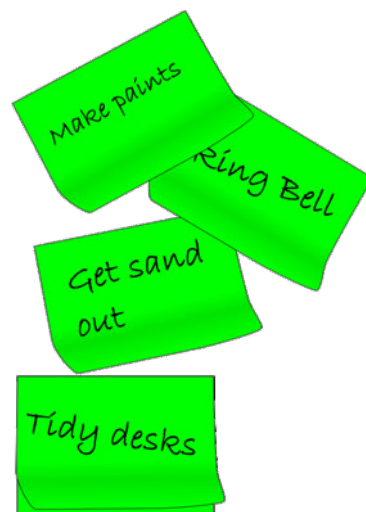 Make paints
Ring Bell
Get sand
out
Tidy desks